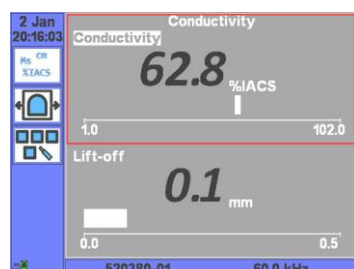 2 Jan
20:16:03
Conductivity
Ms cm
%IACS
Conductivity
62.8 %IACS
1.0 102.0
Lift-off
0.1 mm
0.0 0.5
60.0 kHz